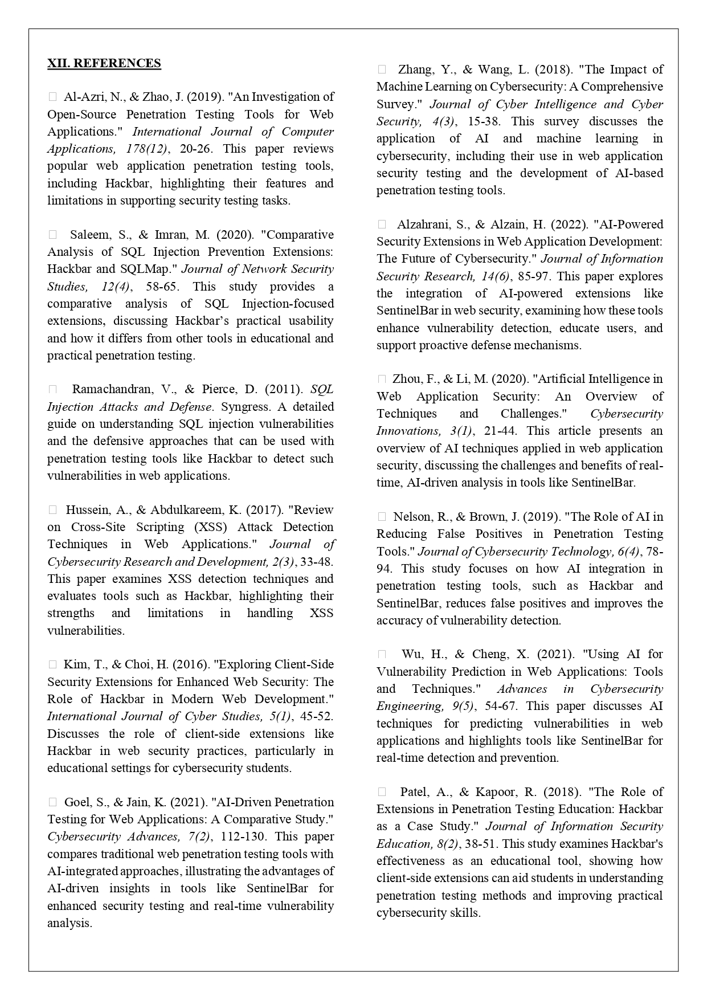 XII. REFERENCES
Al-Azri, N., & Zhao, J. (2019). "An Investigation of
Open-Source Penetration Testing Tools for Web
Applications." International Journal of Computer
Applications, 178(12), 20-26. This paper reviews
popular web application penetration testing tools,
including Hackbar, highlighting their features and
limitations in supporting security testing tasks.
Saleem, S., & Imran, M. (2020). "Comparative
Analysis of SQL Injection Prevention Extensions:
Hackbar and SQLMap." Journal of Network Security
Studies, 12(4), 58-65. This study provides a
comparative analysis of SQL Injection-focused
extensions, discussing Hackbar’s practical usability
and how it differs from other tools in educational and
practical penetration testing.
Ramachandran, V., & Pierce, D. (2011). SQL
Injection Attacks and Defense. Syngress. A detailed
guide on understanding SQL injection vulnerabilities
and the defensive approaches that can be used with
penetration testing tools like Hackbar to detect such
vulnerabilities in web applications.
Hussein, A., & Abdulkareem, K. (2017). "Review
on Cross-Site Scripting (XSS) Attack Detection
Techniques in Web Applications." Journal of
Cybersecurity Research and Development, 2(3), 33-48.
This paper examines XSS detection techniques and
evaluates tools such as Hackbar, highlighting their
strengths and limitations in handling XSS
vulnerabilities.
Kim, T., & Choi, H. (2016). "Exploring Client-Side
Security Extensions for Enhanced Web Security: The
Role of Hackbar in Modern Web Development."
International Journal of Cyber Studies, 5(1), 45-52.
Discusses the role of client-side extensions like
Hackbar in web security practices, particularly in
educational settings for cybersecurity students.
Goel, S., & Jain, K. (2021). "AI-Driven Penetration
Testing for Web Applications: A Comparative Study."
Cybersecurity Advances, 7(2), 112-130. This paper
compares traditional web penetration testing tools with
AI-integrated approaches, illustrating the advantages of
AI-driven insights in tools like SentinelBar for
enhanced security testing and real-time vulnerability
analysis.
Zhang, Y., & Wang, L. (2018). "The Impact of
Machine Learning on Cybersecurity: A Comprehensive
Survey." Journal of Cyber Intelligence and Cyber
Security, 4(3), 15-38. This survey discusses the
application of AI and machine learning in
cybersecurity, including their use in web application
security testing and the development of AI-based
penetration testing tools.
Alzahrani, S., & Alzain, H. (2022). "AI-Powered
Security Extensions in Web Application Development:
The Future of Cybersecurity." Journal of Information
Security Research, 14(6), 85-97. This paper explores
the integration of AI-powered extensions like
SentinelBar in web security, examining how these tools
enhance vulnerability detection, educate users, and
support proactive defense mechanisms.
Zhou, F., & Li, M. (2020). "Artificial Intelligence in
Web Application Security: An Overview of
Techniques and Challenges." Cybersecurity
Innovations, 3(1), 21-44. This article presents an
overview of AI techniques applied in web application
security, discussing the challenges and benefits of real-
time, AI-driven analysis in tools like SentinelBar.
Nelson, R., & Brown, J. (2019). "The Role of AI in
Reducing False Positives in Penetration Testing
Tools." Journal of Cybersecurity Technology, 6(4), 78-
94. This study focuses on how AI integration in
penetration testing tools, such as Hackbar and
SentinelBar, reduces false positives and improves the
accuracy of vulnerability detection.
Wu, H., & Cheng, X. (2021). "Using AI for
Vulnerability Prediction in Web Applications: Tools
and Techniques." Advances in Cybersecurity
Engineering, 9(5), 54-67. This paper discusses AI
techniques for predicting vulnerabilities in web
applications and highlights tools like SentinelBar for
real-time detection and prevention.
Patel, A., & Kapoor, R. (2018). "The Role of
Extensions in Penetration Testing Education: Hackbar
as a Case Study." Journal of Information Security
Education, 8(2), 38-51. This study examines Hackbar's
effectiveness as an educational tool, showing how
client-side extensions can aid students in understanding
penetration testing methods and improving practical
cybersecurity skills.